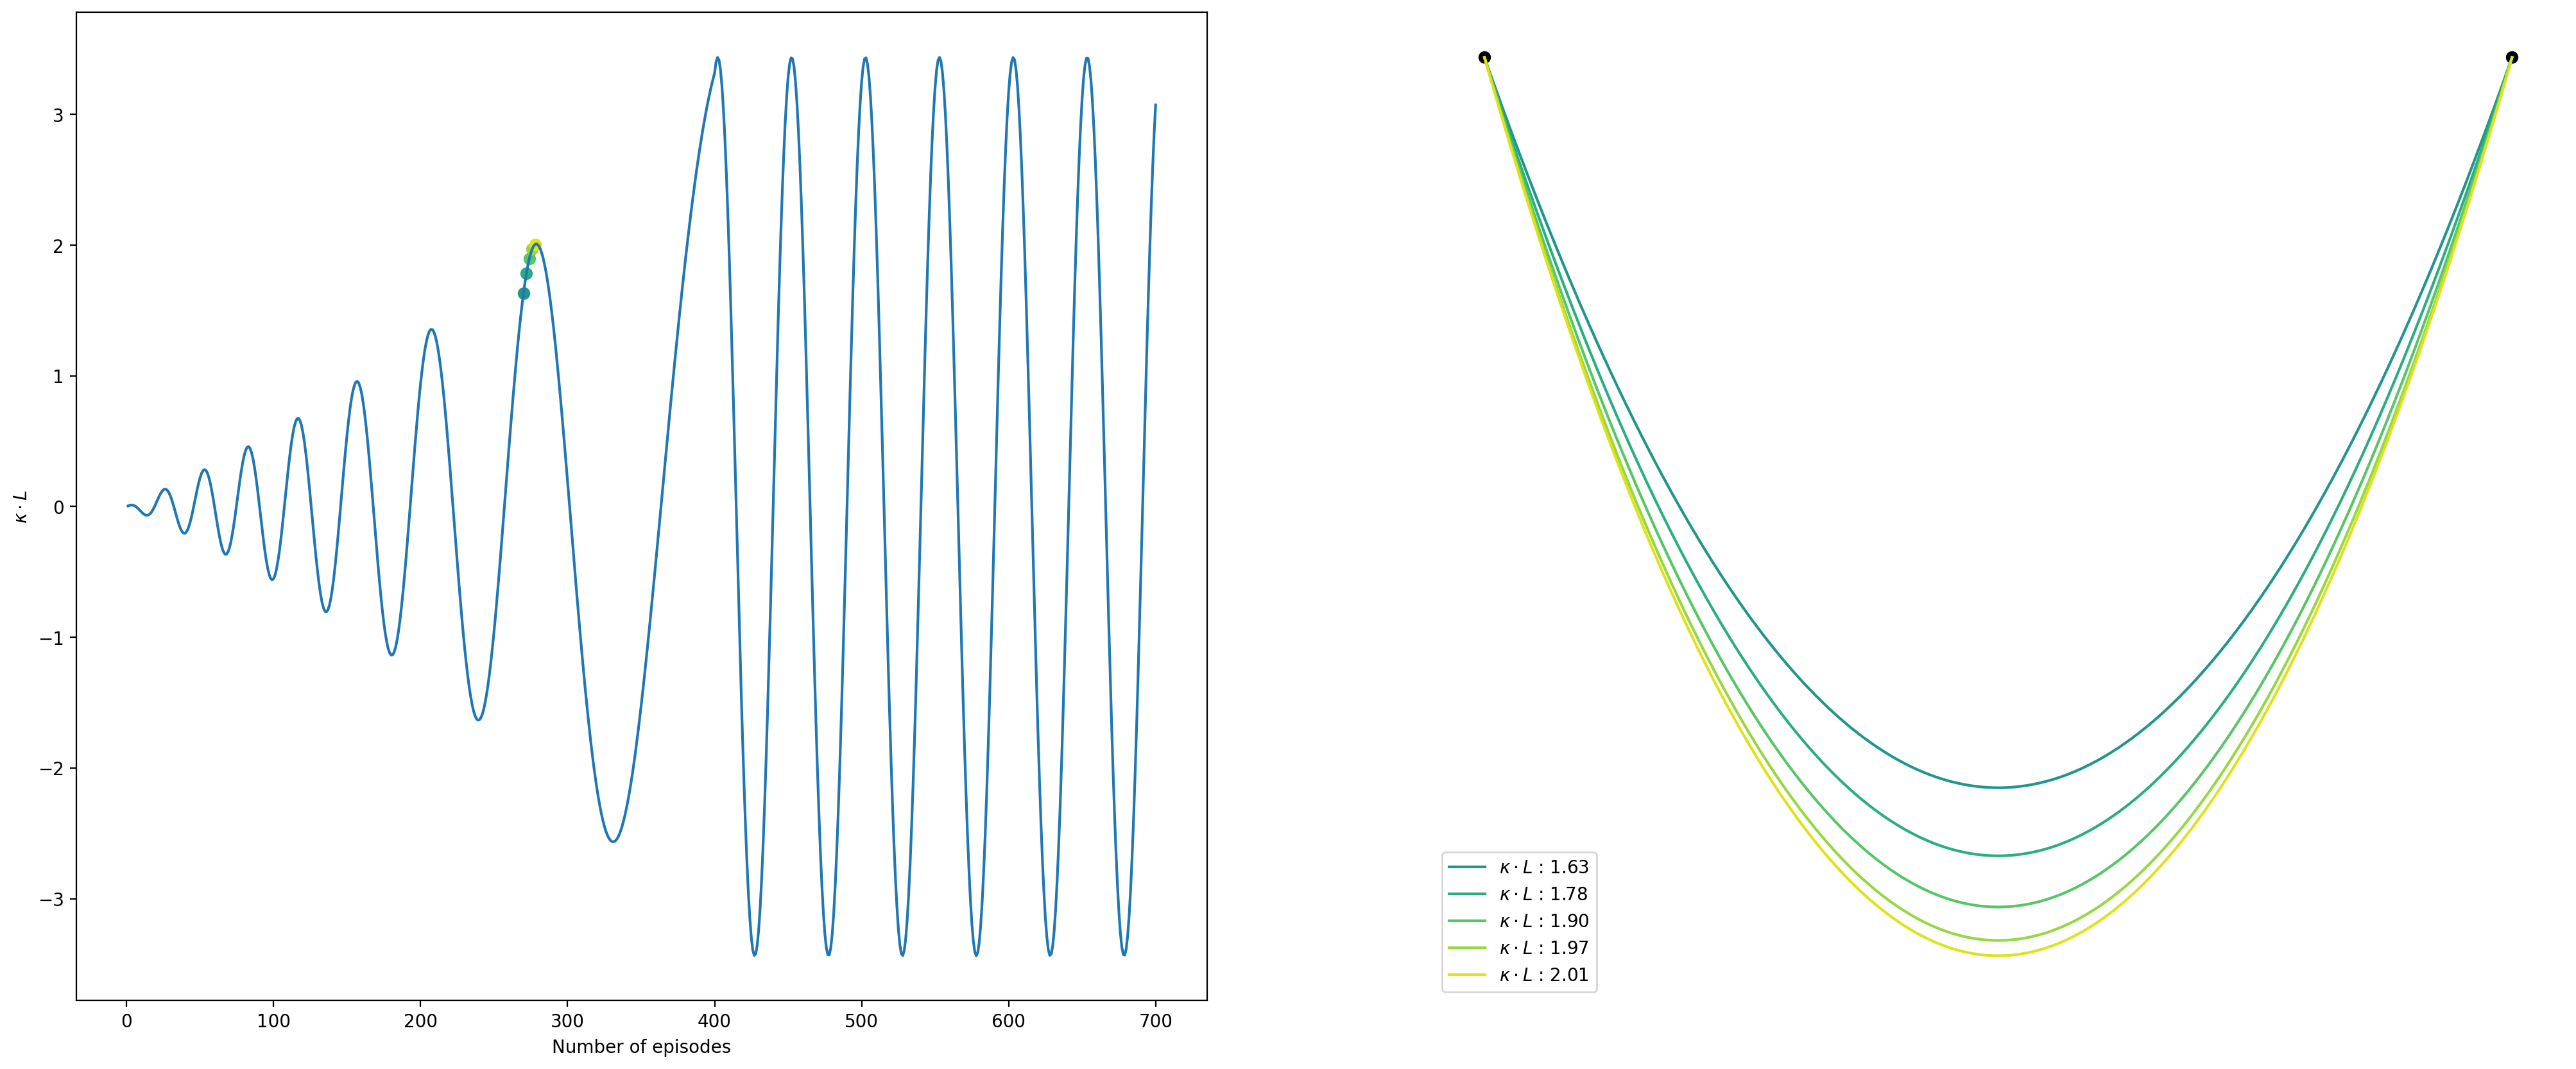 3
2
1
0
−1
−2
−3
κ · L
0 100 200 300 400 500 600 700
Number of episodes
κ · L : 1.63
κ · L : 1.78
κ · L : 1.90
κ · L : 1.97
κ · L : 2.01